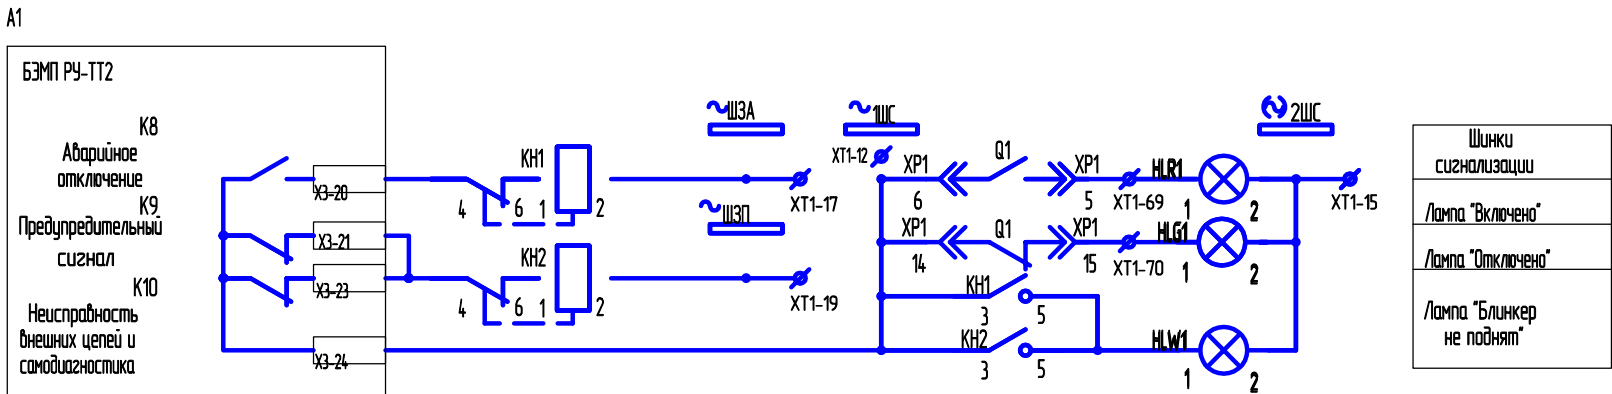 А1
БЭМП РУ-ТТ2
К8
Аварийное
отключение
К9
Предупредительный
сигнал
К10
Неисправность
внешних цепей и
самодиагностика
Х3-20
Х3-21
Х3-23
Х3-24
КН1
4
6
1
2
КН2
4
6
1
2
ШЗА
ХТ1-17
ШЗП
ХТ1-19
1ШС
ХТ1-12
ХР1
6
Q1
ХР1
5
ХТ1-69
HLR1
1
2
2ШС
ХТ1-15
ХР1
14
Q1
ХР1
15
ХТ1-70
HLG1
1
2
КН1
3
5
КН2
3
5
HLW1
1
2
Шинки
сигнализации
Лампа "Включено"
Лампа "Отключено"
Лампа "Блинкер
не поднят"